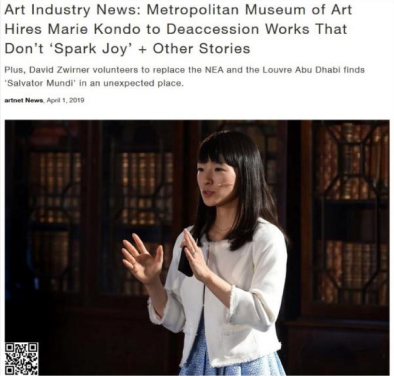 Art Industry News: Metropolitan Museum of Art
Hires Marie Kondo to Deaccession Works That
Don’t ‘Spark Joy’ + Other Stories
Plus, David Zwirner volunteers to replace the NEA and the Louvre Abu Dhabi finds
‘Salvator Mundi’ in an unexpected place.
artnet News, April 1, 2019